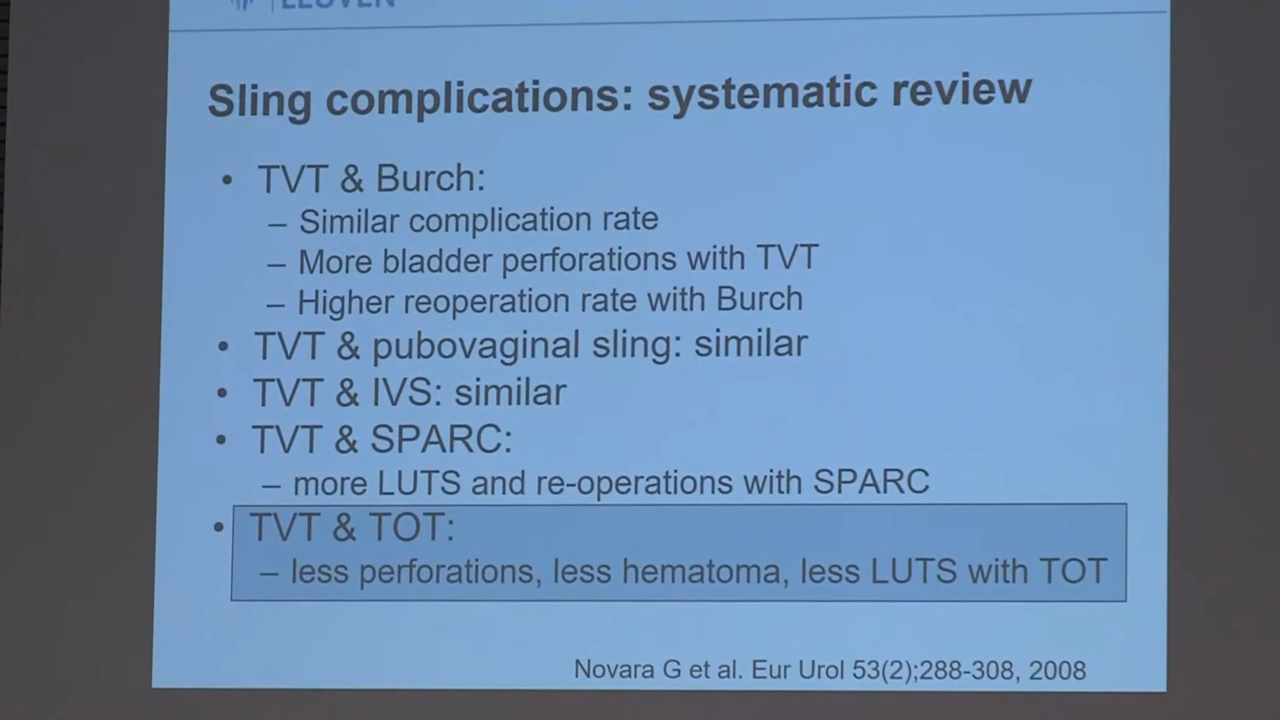 LEUVEN
Sling complications: systematic review
• TVT & Burch:
– Similar complication rate
– More bladder perforations with TVT
– Higher reoperation rate with Burch
• TVT & pubovaginal sling: similar
• TVT & IVS: similar
• TVT & SPARC:
– more LUTS and re-operations with SPARC
• TVT & TOT:
– less perforations, less hematoma, less LUTS with TOT
Novara G et al. Eur Urol 53(2);288-308, 2008